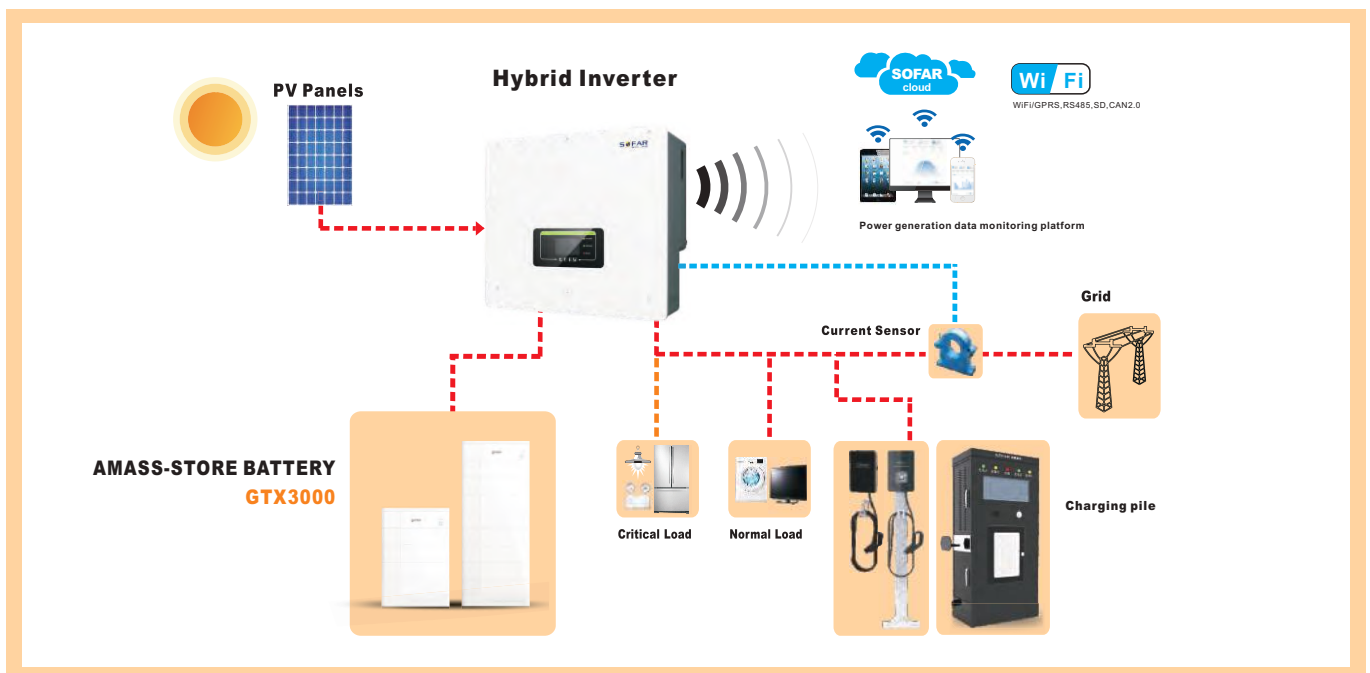 PV Panels
Hybrid Inverter
SOFAR
cloud
Wi Fi
WiFi/GPRS,RS485,SD,CAN2.0
SOFAR
Power generation data monitoring platform
Grid
Current Sensor
AMASS-STORE BATTERY
GTX3000
Critical Load
Normal Load
Charging pile